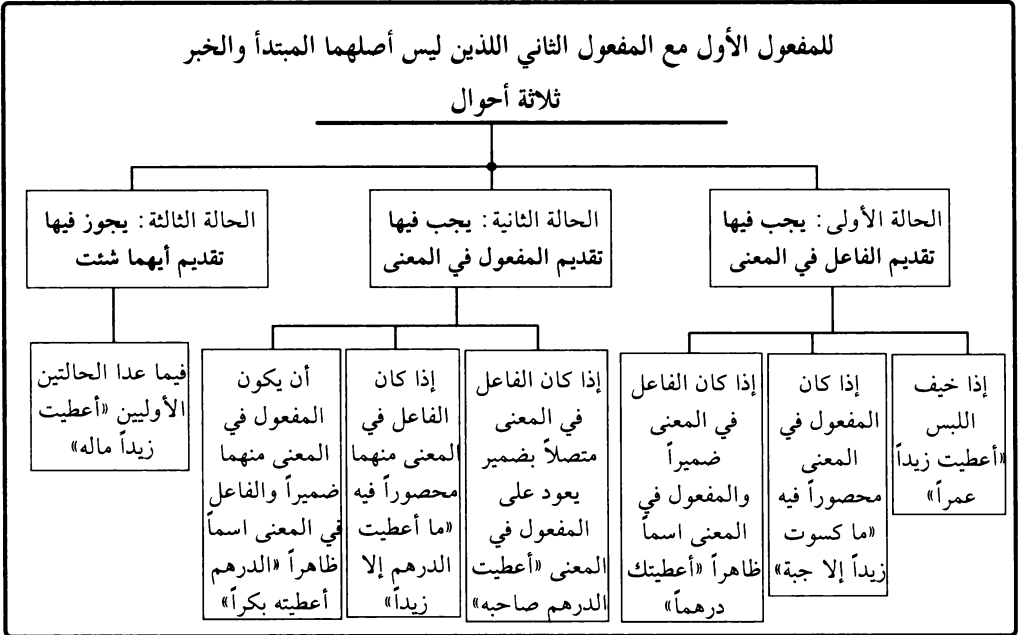 للمفعول الأول مع المفعول الثاني اللذين ليس أصلهما المبتدأ والخبر
ثلاثة أحوال
الحالة الأولى: يجب فيها
تقديم الفاعل في المعنى
إذا خيف
اللبس
«أعطيت زيداً
عمراً»
إذا كان
المفعول في
المعنى
محصوراً فيه
«ما كسوت
زيداً إلا جبة»
إذا كان الفاعل
في المعنى
ضميراً
والمفعول في
المعنى اسماً
ظاهراً «أعطيتك
درهماً»
الحالة الثانية: يجب فيها
تقديم المفعول في المعنى
إذا كان الفاعل
في المعنى
متصلاً بضمير
يعود على
المفعول في
المعنى «أعطيت
الدرهم صاحبه»
إذا كان
الفاعل في
المعنى منهما
محصوراً فيه
«ما أعطيت
الدرهم إلا
زيداً»
أن يكون
المفعول في
المعنى منهما
ضميراً والفاعل
في المعنى اسماً
ظاهراً «الدرهم
أعطيته بكراً»
الحالة الثالثة: يجوز فيها
تقديم أيهما شئت
فيما عدا الحالتين
الأوليين «أعطيت
زيداً ماله»